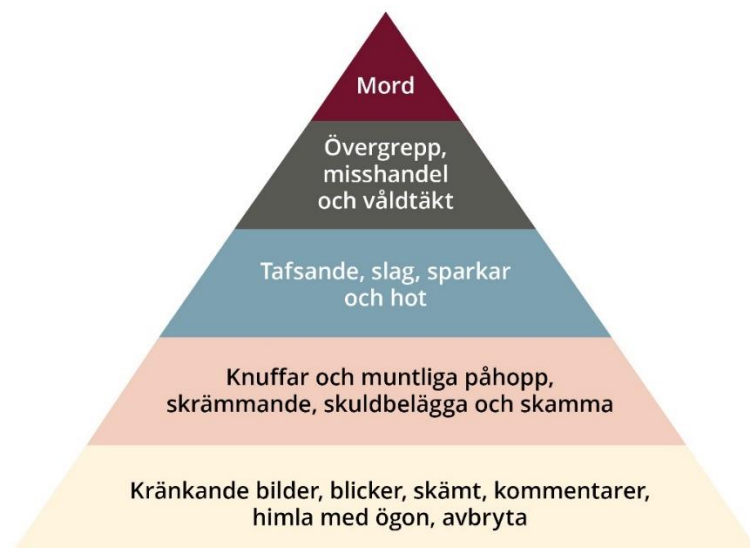 Mord
Övergrepp,
misshandel
och våldtäkt
Tafsande, slag, sparkar
och hot
Knuffar och muntliga påhopp,
skrämmande, skuldbelägga och skamma
Kränkande bilder, blicker, skämt, kommentarer,
himla med ögon, avbryta